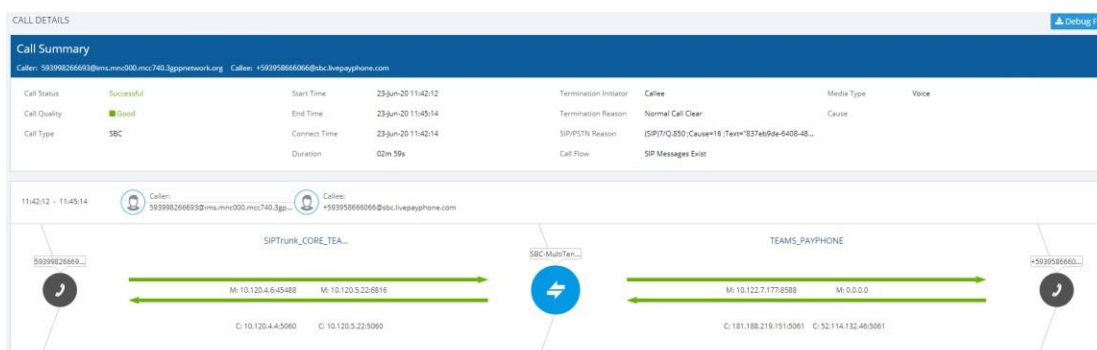 CALL DETAILS
Debug F
Call Summary
Caller: 593998266693@ims.mnc000.mcc740.3gppnetwork.org Callee: +593958666066@sbc.livepayphone.com
Call Status Successful Start Time 23-Jun-20 11:42:12 Termination Initiator Callee Media Type Voice
Call Quality Good End Time 23-Jun-20 11:45:14 Termination Reason Normal Call Clear Cause
Call Type SBC Connect Time 23-Jun-20 11:42:14 SIP/PSTN Reason (SIP)7/Q.850 ;Cause=16 ;Text="837eb9de-6408-48...
Duration 02m 59s Call Flow SIP Messages Exist
11:42:12 - 11:45:14
Caller:
593998266693@ims.mnc000.mcc740.3gp...
Callee:
+593958666066@sbc.livepayphone.com
SIPTrunk_CORE_TEA... TEAMS_PAYPHONE
59399826669... SBC-MultiTen... +5939586660...
M: 10.120.4.6:45488 M: 10.120.5.22:6816 M: 10.122.7.177:8588 M: 0.0.0.0
C: 10.120.4.4:5060 C: 10.120.5.22:5060 C: 181.188.219.151:5061 C: 52.114.132.46:5061